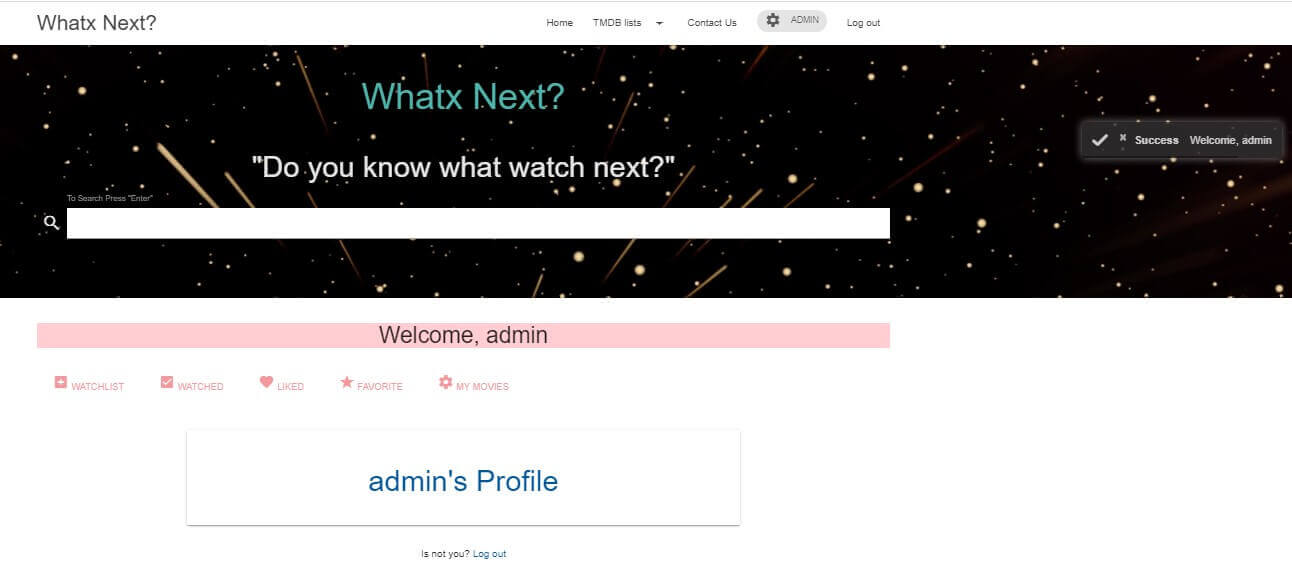 Whatx Next? Home TMDB lists Contact Us ADMIN Log out
Whatx Next?
Success Welcome, admin
"Do you know what watch next?"
To Search Press "Enter"
Welcome, admin
WATCHLIST WATCHED LIKED FAVORITE MY MOVIES
admin's Profile
Is not you? Log out